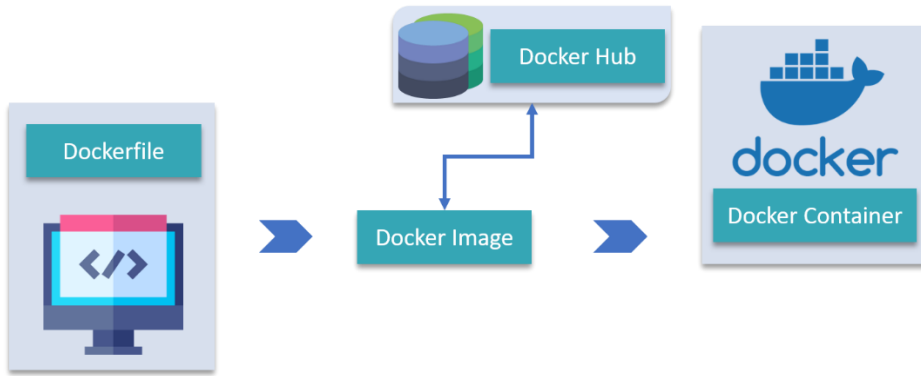 Docker Hub
Dockerfile
</>
docker
Docker Image
Docker Container